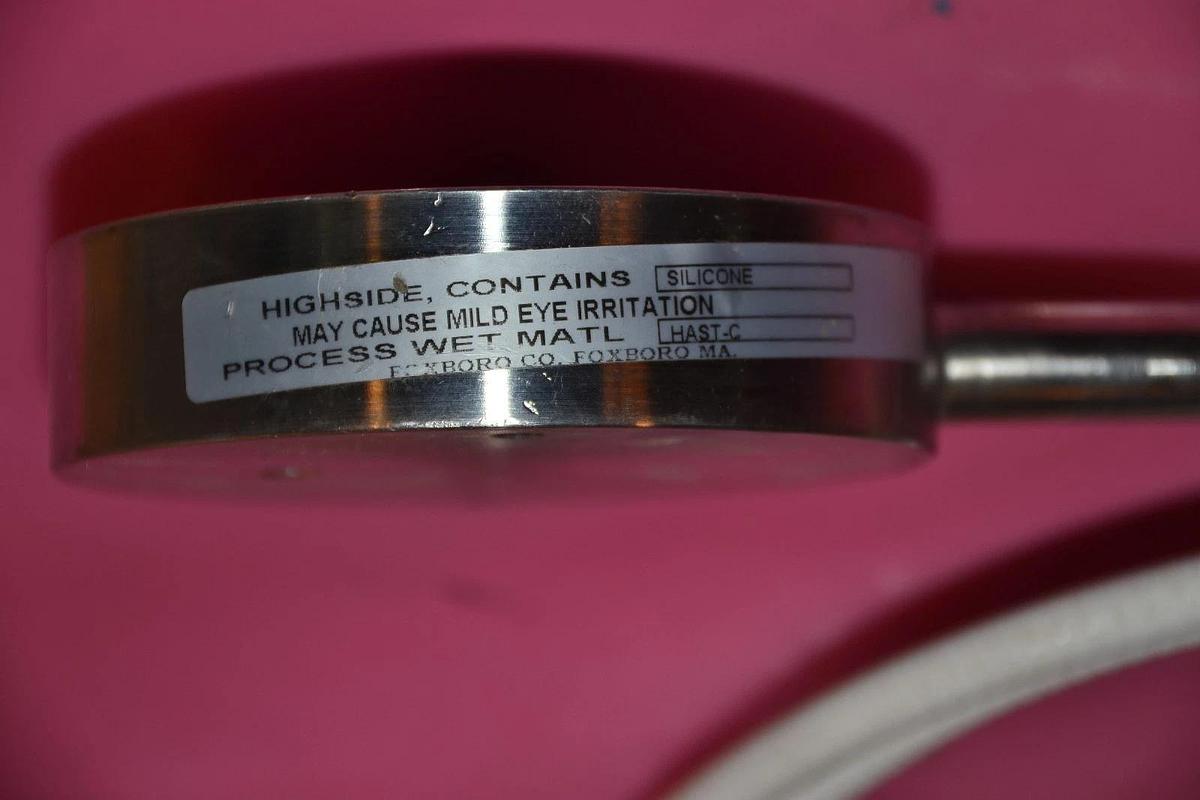 HIGHSIDE, CONTAINS SILICONE
MAY CAUSE MILD EYE IRRITATION
PROCESS WET MATL HAST-C
FOXBORO CO. FOXBORO MA.